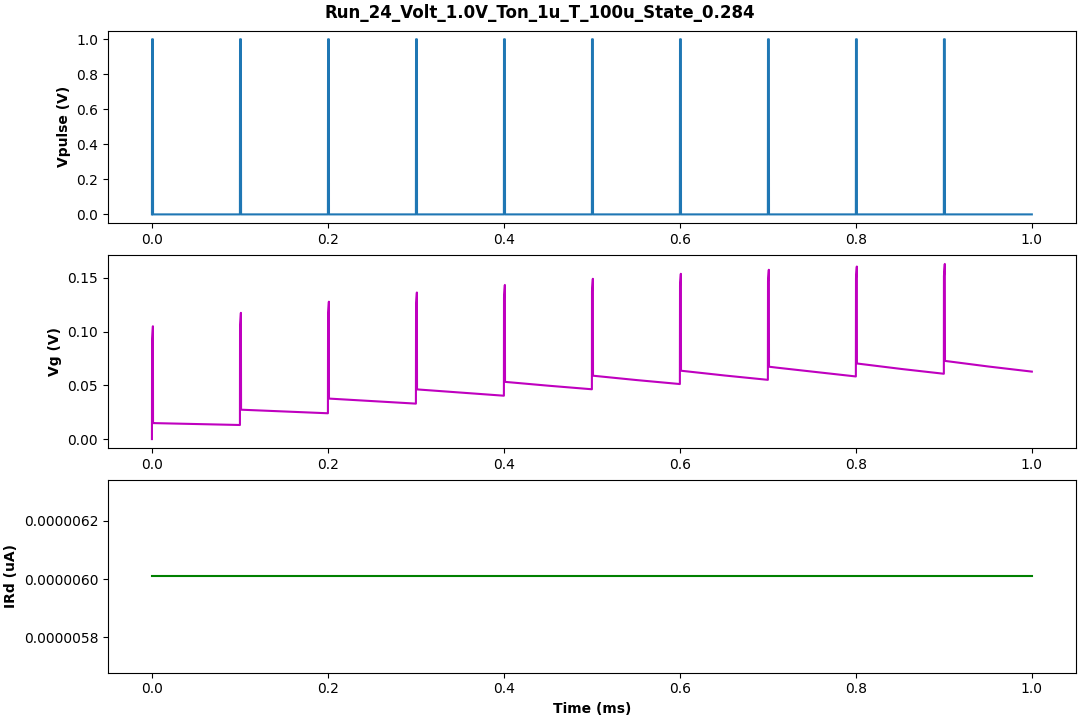 Run_24_Volt_1.0V_Ton_1u_T_100u_State_0.284
1.0
0.8
0.6
0.4
0.2
0.0
Vpulse (V)
0.0 0.2 0.4 0.6 0.8 1.0
0.15
0.10
0.05
0.00
Vg (V)
0.0 0.2 0.4 0.6 0.8 1.0
0.0000062
0.0000060
0.0000058
IRd (uA)
0.0 0.2 0.4 0.6 0.8 1.0
Time (ms)